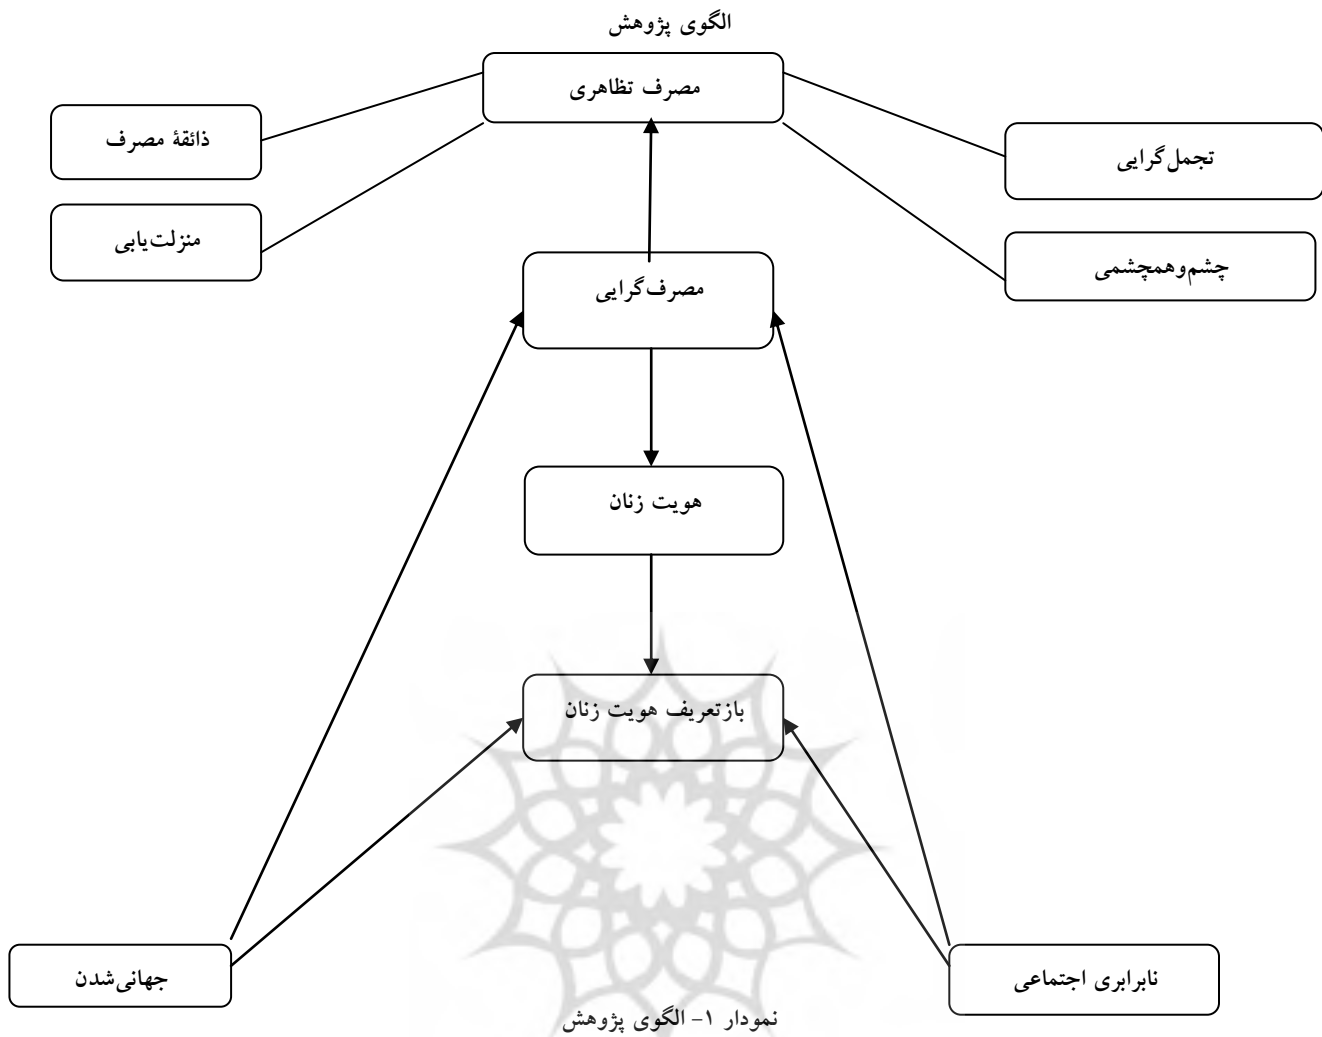 الگوی پژوهش
مصرف تظاهری
ذائقۀ مصرف
تجمل‌گرایی
منزلت‌یابی
چشم‌وهمچشمی
مصرف‌گرایی
هویت زنان
بازتعریف هویت زنان
نابرابری اجتماعی
جهانی‌شدن
نمودار ۱- الگوی پژوهش